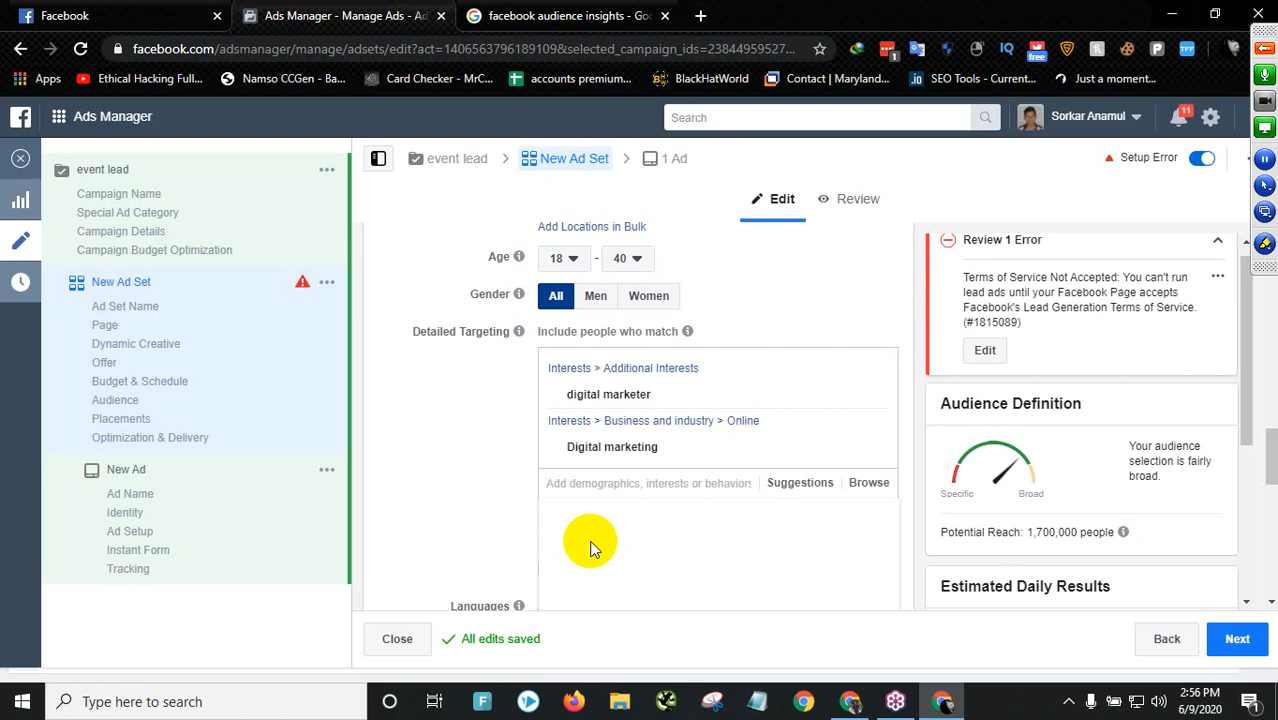 Facebook
Ads Manager - Manage Ads - Ad
facebook audience insights - Goo
facebook.com/adsmanager/manage/adsets/edit?act=1406563796189109&selected_campaign_ids=23844959527...
1
free
Apps
Ethical Hacking Full...
Namso CCGen - Ba...
Card Checker - MrC...
accounts premium...
BlackHatWorld
Contact | Maryland...
SEO Tools - Current...
Just a moment...
Ads Manager
Search
Sorkar Anamul
11
event lead
Campaign Name
Special Ad Category
Campaign Details
Campaign Budget Optimization
New Ad Set
Ad Set Name
Page
Dynamic Creative
Offer
Budget & Schedule
Audience
Placements
Optimization & Delivery
New Ad
Ad Name
Identity
Ad Setup
Instant Form
Tracking
event lead > New Ad Set > 1 Ad
Setup Error
Edit
Review
Add Locations in Bulk
Age
18 - 40
Gender
All Men Women
Detailed Targeting
Include people who match
Interests > Additional Interests
digital marketer
Interests > Business and industry > Online
Digital marketing
Add demographics, interests or behaviors
Suggestions
Browse
Languages
Review 1 Error
Terms of Service Not Accepted: You can't run
lead ads until your Facebook Page accepts
Facebook's Lead Generation Terms of Service.
(#1815089)
Edit
Audience Definition
Specific
Broad
Your audience
selection is fairly
broad.
Potential Reach: 1,700,000 people
Estimated Daily Results
Close
All edits saved
Back
Next
Type here to search
2:56 PM
6/9/2020